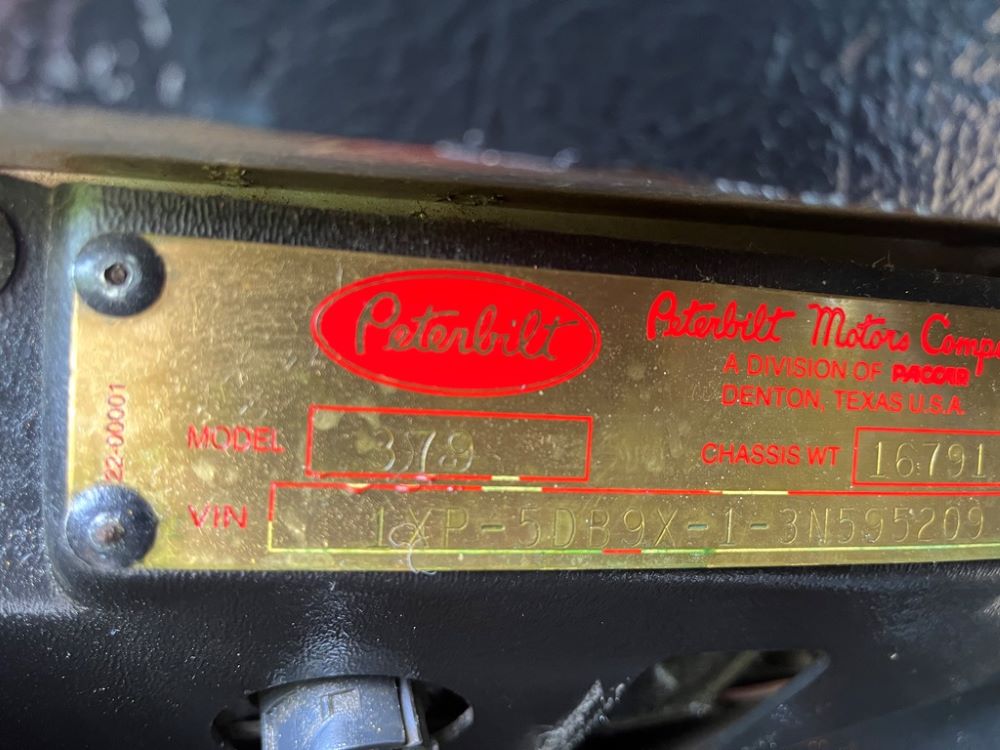 Peterbilt
Peterbilt Motors Comp
A DIVISION OF PACCAR
DENTON, TEXAS U.S.A.
22-00001
MODEL 379
CHASSIS WT 16791
VIN 1XP-5DB9X-1-3N595209